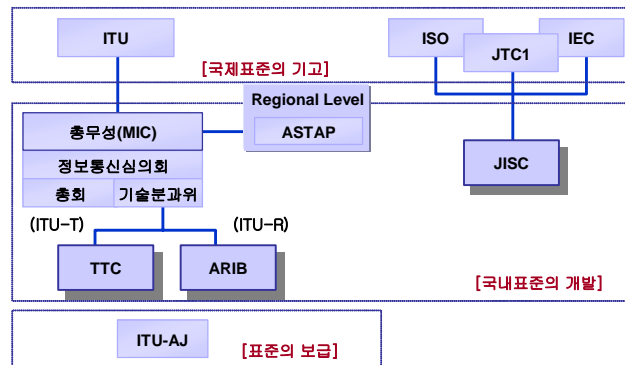 ITU
ISO
JTC1
IEC
[국제표준의 기고]
Regional Level
ASTAP
총무성(MIC)
정보통신심의회
총회
기술분과위
JISC
(ITU-T)
(ITU-R)
TTC
ARIB
[국내표준의 개발]
ITU-AJ
[표준의 보급]